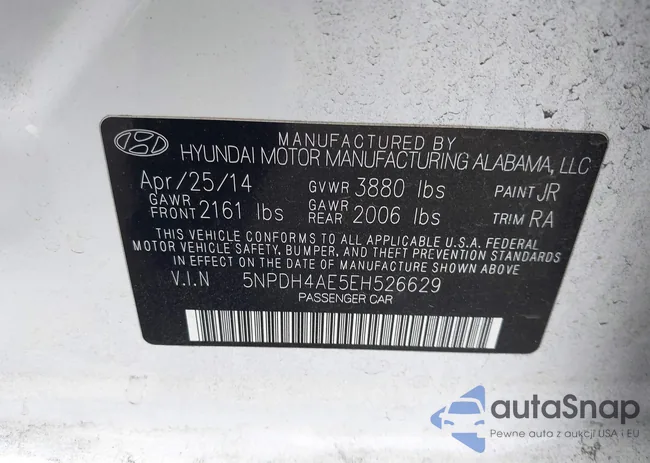 MANUFACTURED BY
HYUNDAI MOTOR MANUFACTURING ALABAMA, LLC
Apr/25/14 GVWR 3880 lbs PAINT JR
GAWR FRONT 2161 lbs GAWR REAR 2006 lbs TRIM RA
THIS VEHICLE CONFORMS TO ALL APPLICABLE U.S.A. FEDERAL
MOTOR VEHICLE SAFETY, BUMPER, AND THEFT PREVENTION
STANDARDS IN EFFECT ON THE DATE OF MANUFACTURE SHOWN ABOVE
V.I.N 5NPDH4AE5EH526629
PASSENGER CAR
autoSnap
Pewne auto z aukcji USA i EU